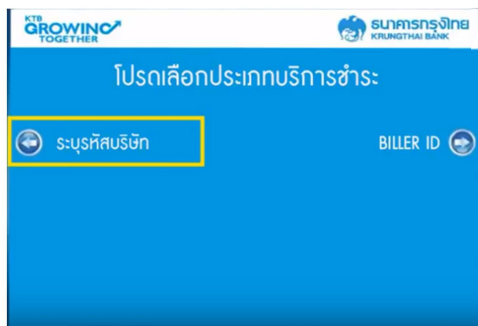 KTB
GROWING
TOGETHER
ธนาคารกรุงไทย
KRUNGTHAI BANK
โปรดเลือกประเภทบริการชำระ
ระบุรหัสบริษัท
BILLER ID